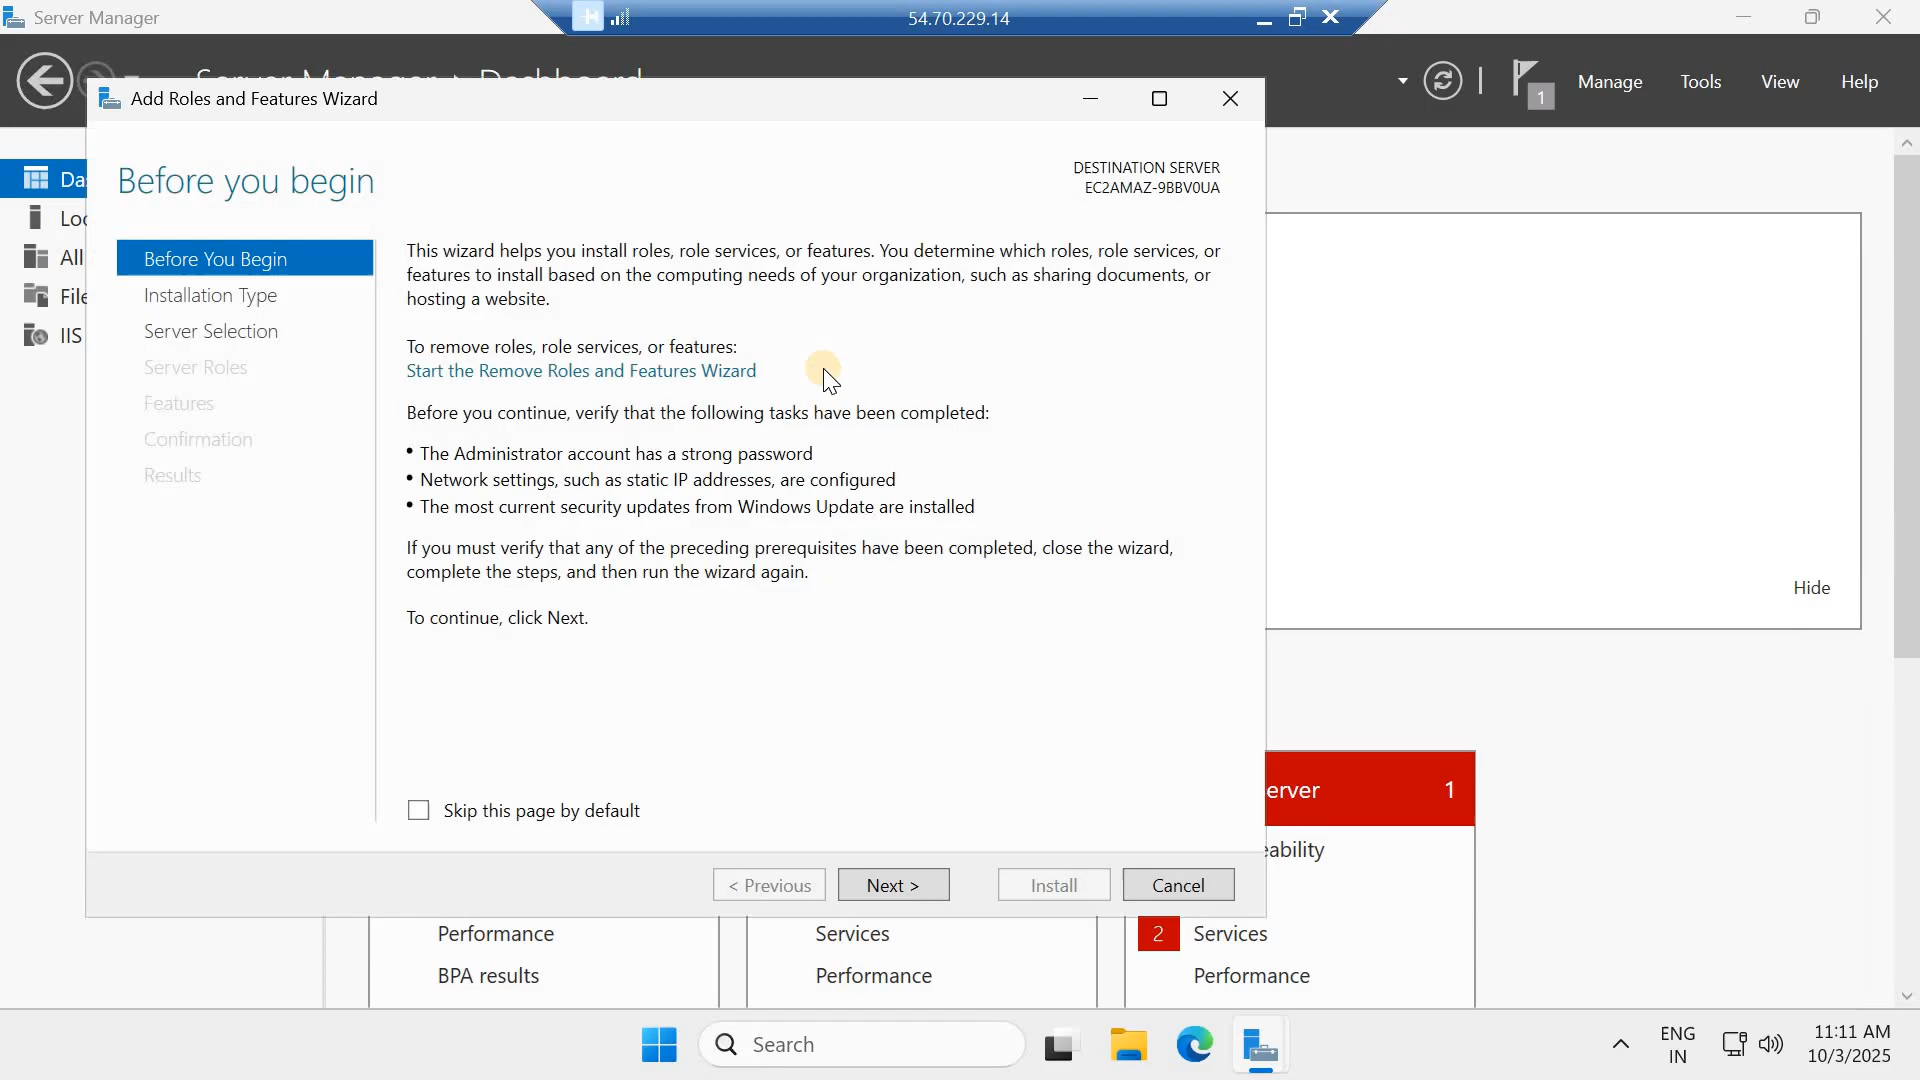 Server Manager
54.70.229.14
Server Manager • Dashboard
1
Manage
Tools
View
Help
Add Roles and Features Wizard
Before you begin
DESTINATION SERVER
EC2AMAZ-9BBV0UA
Da
Loc
All
File
IIS
Before You Begin
Installation Type
Server Selection
Server Roles
Features
Confirmation
Results
This wizard helps you install roles, role services, or features. You determine which roles, role services, or
features to install based on the computing needs of your organization, such as sharing documents, or
hosting a website.
To remove roles, role services, or features:
Start the Remove Roles and Features Wizard
Before you continue, verify that the following tasks have been completed:
• The Administrator account has a strong password
• Network settings, such as static IP addresses, are configured
• The most current security updates from Windows Update are installed
If you must verify that any of the preceding prerequisites have been completed, close the wizard,
complete the steps, and then run the wizard again.
To continue, click Next.
Skip this page by default
< Previous
Next >
Install
Cancel
Hide
erver 1
eability
Performance
BPA results
Services
Performance
2 Services
Performance
Search
ENG
IN
11:11 AM
10/3/2025